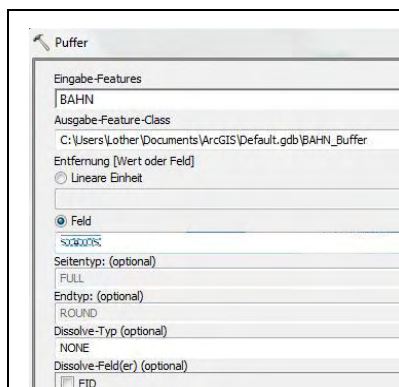 Puffer
Eingabe-Features
BAHN
Ausgabe-Feature-Class
C:\Users\Lother\Documents\ArcGIS\Default.gdb\BAHN_Buffer
Entfernung [Wert oder Feld]
Lineare Einheit
Feld
Seitentyp: (optional)
FULL
Endtyp: (optional)
ROUND
Dissolve-Typ (optional)
NONE
Dissolve-Feld(er) (optional)
FID